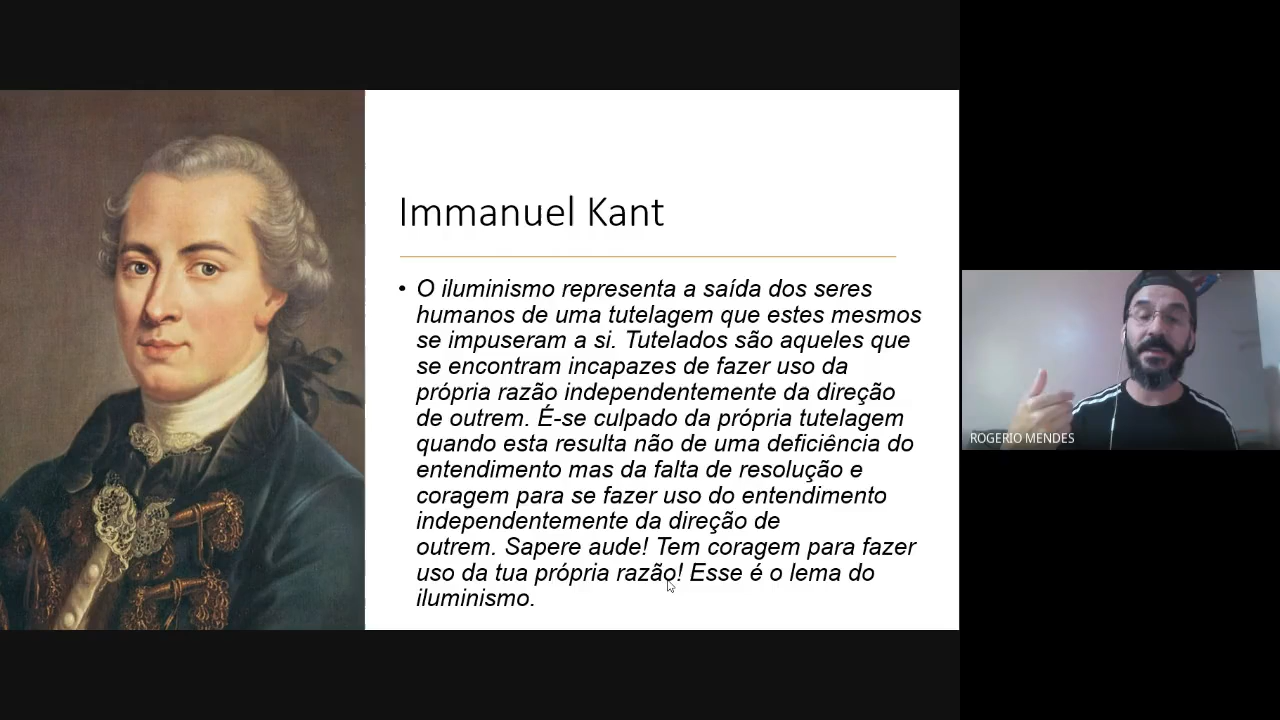 Immanuel Kant
• O iluminismo representa a saída dos seres
humanos de uma tutelagem que estes mesmos
se impuseram a si. Tutelados são aqueles que
se encontram incapazes de fazer uso da
própria razão independentemente da direção
de outrem. É-se culpado da própria tutelagem
quando esta resulta não de uma deficiência do
entendimento mas da falta de resolução e
coragem para se fazer uso do entendimento
independentemente da direção de
outrem. Sapere aude! Tem coragem para fazer
uso da tua própria razão! Esse é o lema do
iluminismo.
ROGERIO MENDES